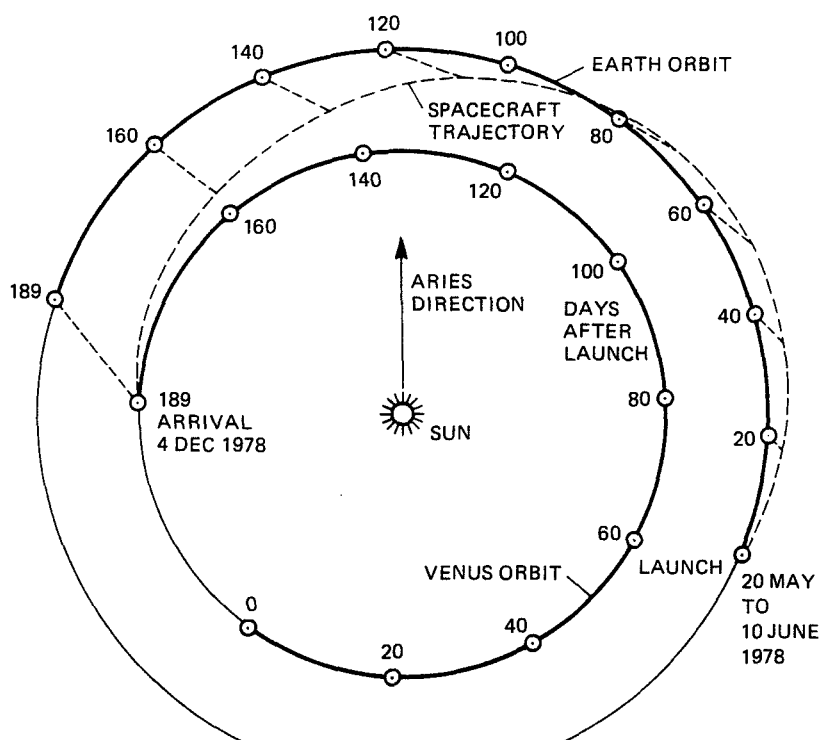 120
140
100
EARTH ORBIT
SPACECRAFT
TRAJECTORY
80
160
140
120
60
160
100
189
ARIES
DIRECTION
DAYS
AFTER
LAUNCH
40
189
ARRIVAL
4 DEC 1978
SUN
80
20
60
LAUNCH
VENUS ORBIT
20 MAY
TO
10 JUNE
1978
0
20
40